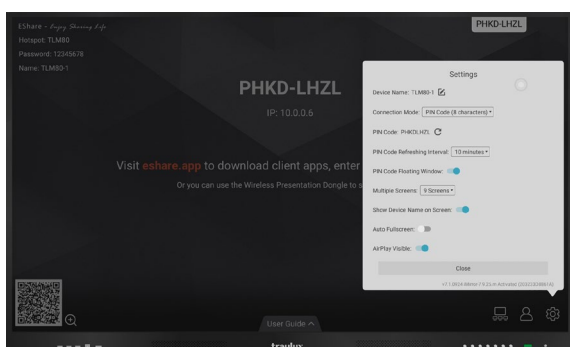 EShare - Enjoy Sharing Life
Hotspot: TLM80
Password: 12345678
Name: TLM80-1
PHKD-LHZL
PHKD-LHZL
IP: 10.0.0.6
Visit eshare.app to download client apps, enter
Or you can use the Wireless Presentation Dongle to s
Settings
Device Name: TLM80-1
Connection Mode: PIN Code (8 characters)
PIN Code: PHKDLHZL
PIN Code Refreshing Interval: 10 minutes
PIN Code Floating Window:
Multiple Screens: 9 Screens
Show Device Name on Screen:
Auto Fullscreen:
AirPlay Visible:
Close
User Guide
traulux